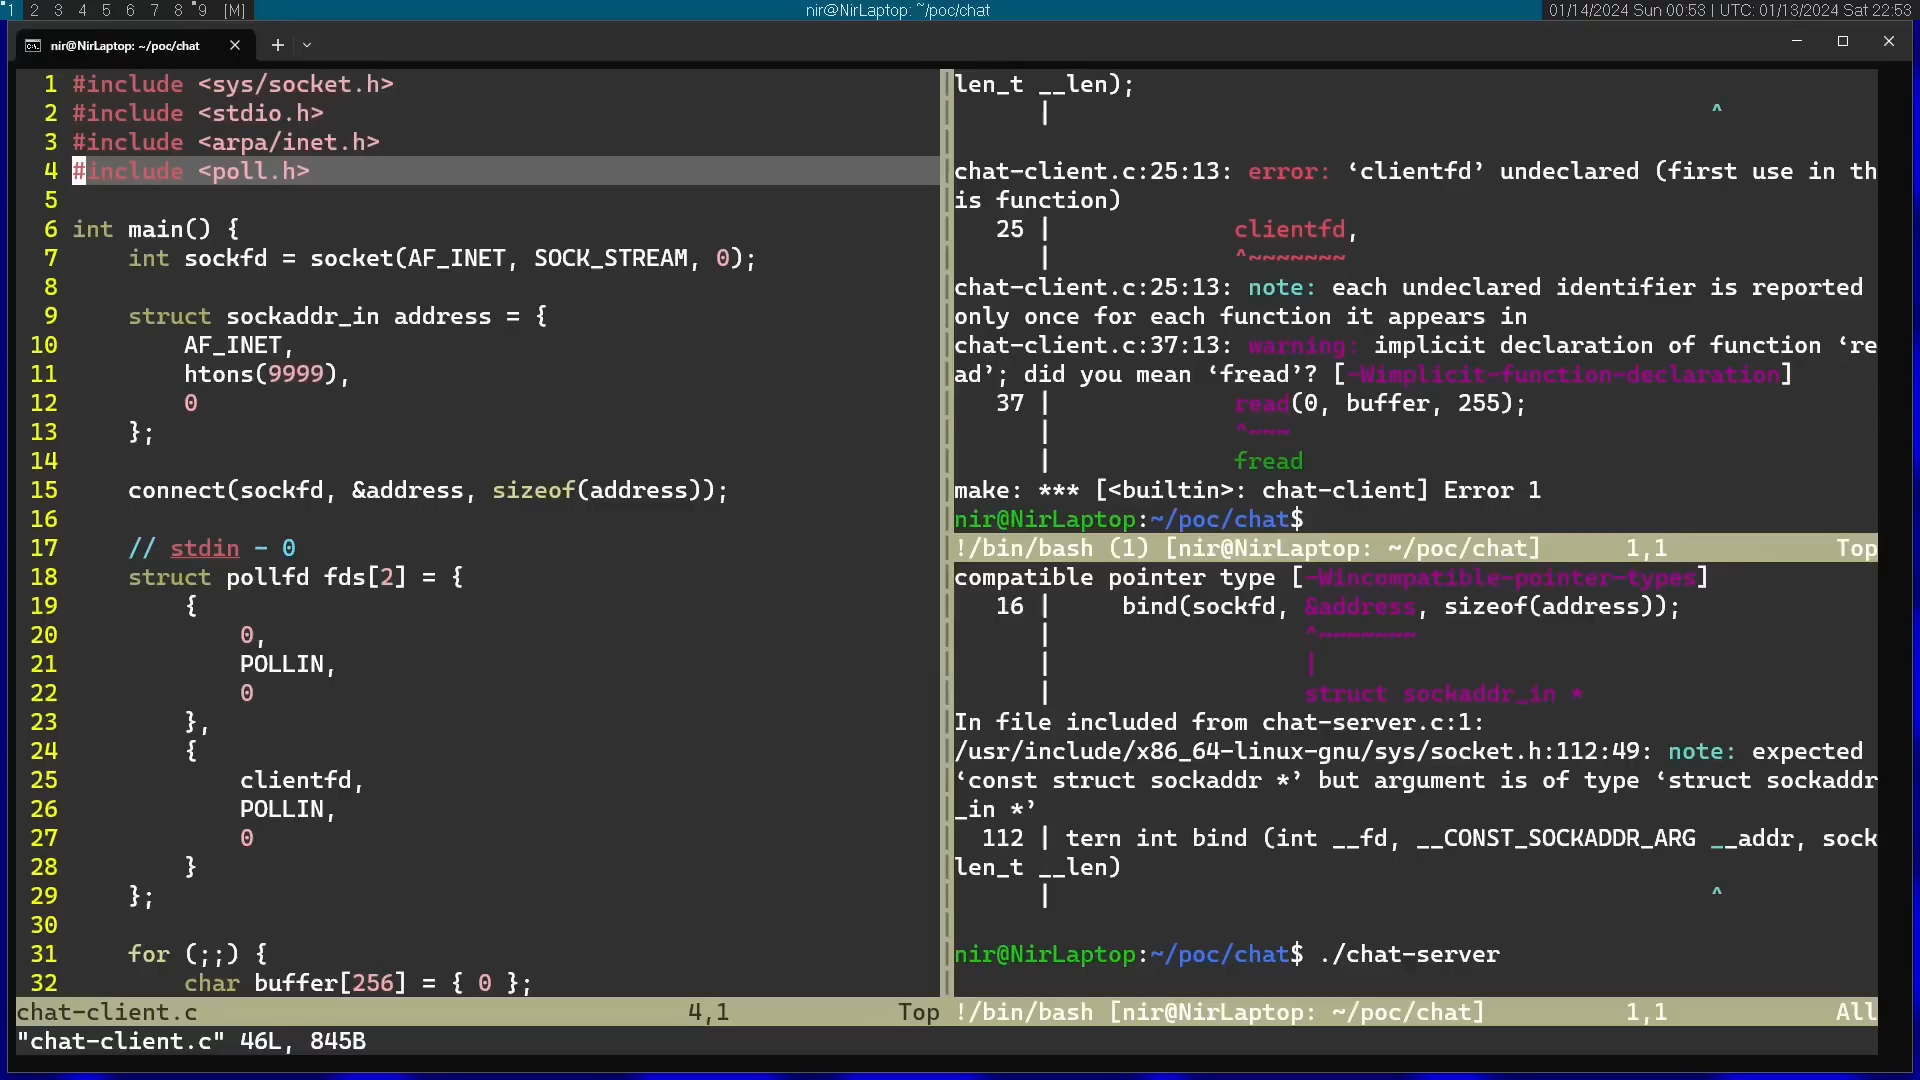 1 2 3 4 5 6 7 8 9 [M]
nir@NirLaptop: ~/poc/chat
01/14/2024 Sun 00:53 | UTC: 01/13/2024 Sat 22:53
nir@NirLaptop: ~/poc/chat
1 #include <sys/socket.h>
2 #include <stdio.h>
3 #include <arpa/inet.h>
4 #include <poll.h>
5
6 int main() {
7     int sockfd = socket(AF_INET, SOCK_STREAM, 0);
8
9     struct sockaddr_in address = {
10         AF_INET,
11         htons(9999),
12         0
13     };
14
15     connect(sockfd, &address, sizeof(address));
16
17     // stdin - 0
18     struct pollfd fds[2] = {
19         {
20             0,
21             POLLIN,
22             0
23         },
24         {
25             clientfd,
26             POLLIN,
27             0
28         }
29     };
30
31     for (;;) {
32         char buffer[256] = { 0 };
chat-client.c 4,1 Top
"chat-client.c" 46L, 845B
len_t __len);
| ^
chat-client.c:25:13: error: ‘clientfd’ undeclared (first use in th
is function)
25 |             clientfd,
|             ^~~~~~~~
chat-client.c:25:13: note: each undeclared identifier is reported
only once for each function it appears in
chat-client.c:37:13: warning: implicit declaration of function ‘re
ad’; did you mean ‘fread’? [-Wimplicit-function-declaration]
37 |             read(0, buffer, 255);
|             ^~~~
|             fread
make: *** [<builtin>: chat-client] Error 1
nir@NirLaptop:~/poc/chat$
!/bin/bash (1) [nir@NirLaptop: ~/poc/chat] 1,1 Top
compatible pointer type [-Wincompatible-pointer-types]
16 |     bind(sockfd, &address, sizeof(address));
|                  ^~~~~~~~
|                  |
|                  struct sockaddr_in *
In file included from chat-server.c:1:
/usr/include/x86_64-linux-gnu/sys/socket.h:112:49: note: expected
‘const struct sockaddr *’ but argument is of type ‘struct sockaddr
_in *’
112 | tern int bind (int __fd, __CONST_SOCKADDR_ARG __addr, sock
len_t __len)
| ^
nir@NirLaptop:~/poc/chat$ ./chat-server
!/bin/bash [nir@NirLaptop: ~/poc/chat] 1,1 All